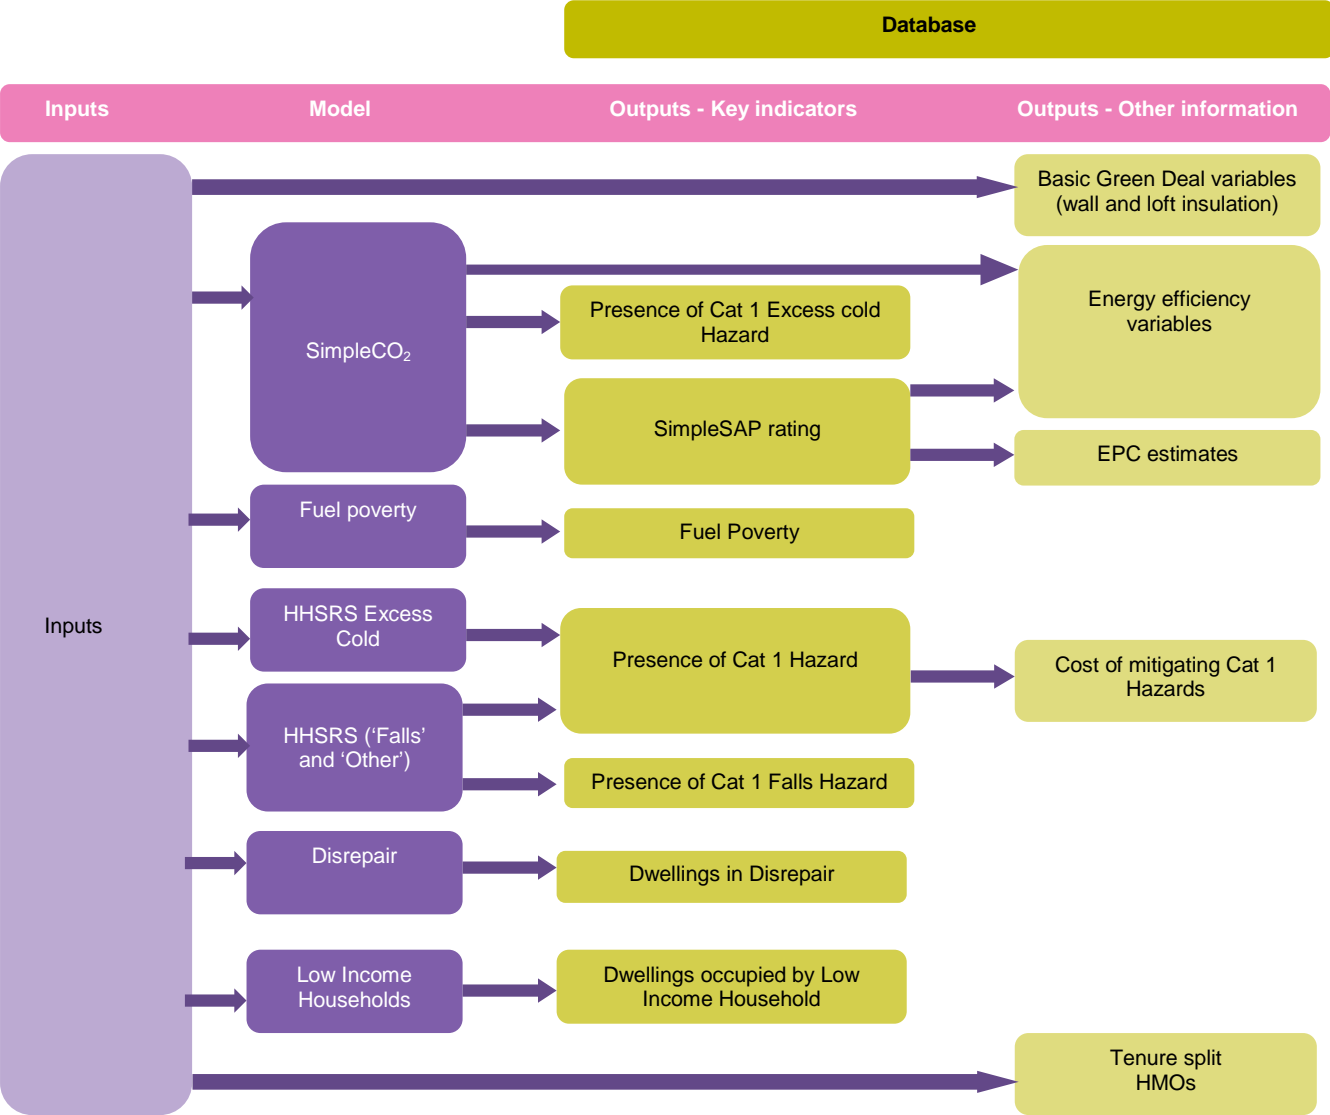 Database
Inputs
Model
Outputs - Key indicators
Outputs - Other information
Basic Green Deal variables
(wall and loft insulation)
SimpleCO₂
Presence of Cat 1 Excess cold
Hazard
Energy efficiency
variables
SimpleSAP rating
EPC estimates
Fuel poverty
Fuel Poverty
Inputs
HHSRS Excess
Cold
Presence of Cat 1 Hazard
Cost of mitigating Cat 1
Hazards
HHSRS (‘Falls’
and ‘Other’)
Presence of Cat 1 Falls Hazard
Disrepair
Dwellings in Disrepair
Low Income
Households
Dwellings occupied by Low
Income Household
Tenure split
HMOs